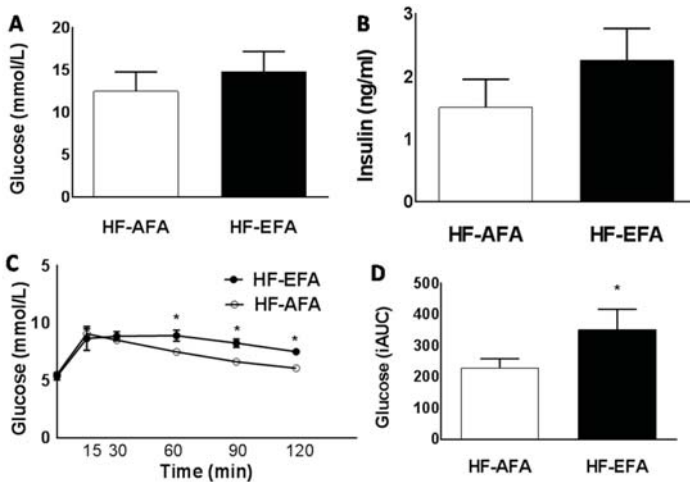 A
Glucose (mmol/L)
20
15
10
5
0
HF-AFA
HF-EFA
B
Insulin (ng/ml)
3
2
1
0
HF-AFA
HF-EFA
C
Glucose (mmol/L)
5
10
5
0
HF-EFA
HF-AFA
* * *
15 30 60 90 120
Time (min)
D
Glucose (iAUC)
500
400
300
200
100
0
*
HF-AFA
HF-EFA